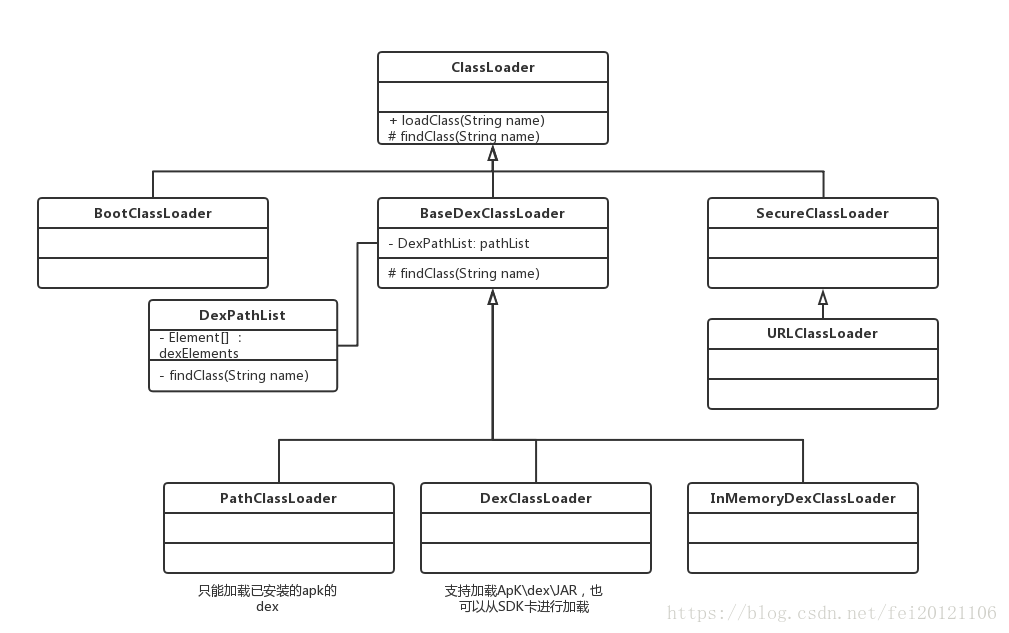 ClassLoader
+ loadClass(String name)
# findClass(String name)
BootClassLoader
BaseDexClassLoader
- DexPathList: pathList
# findClass(String name)
SecureClassLoader
DexPathList
- Element[] ：
dexElements
- findClass(String name)
URLClassLoader
PathClassLoader
DexClassLoader
InMemoryDexClassLoader
只能加载已安装的apk的
dex
支持加载ApK\dex\JAR，也
可以从SDK卡进行加载
https://blog.csdn.net/fei20121106